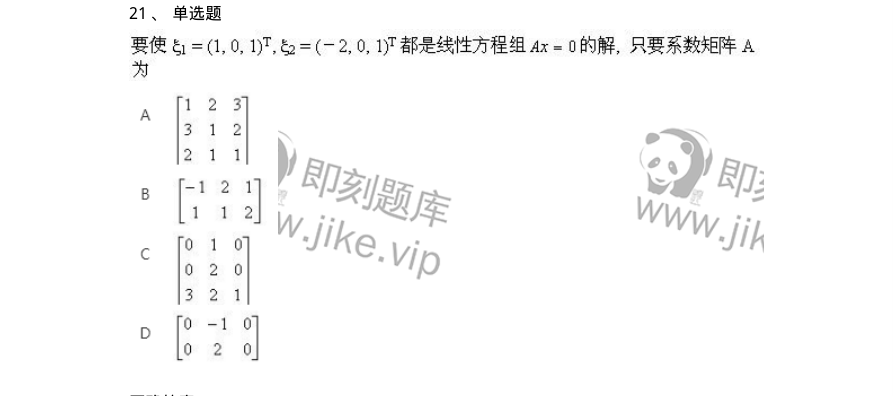 21、 单选题
要使 ξ₁ = (1, 0, 1)ᵀ, ξ₂ = (－2, 0, 1)ᵀ 都是线性方程组 Ax = 0 的解, 只要系数矩阵 A
为
A
1 2 3
3 1 2
2 1 1
B
-1 2 1
1 1 2
C
0 1 0
0 2 0
3 2 1
D
0 -1 0
0 2 0
即刻题库
w.jike.vip
即
www.jik